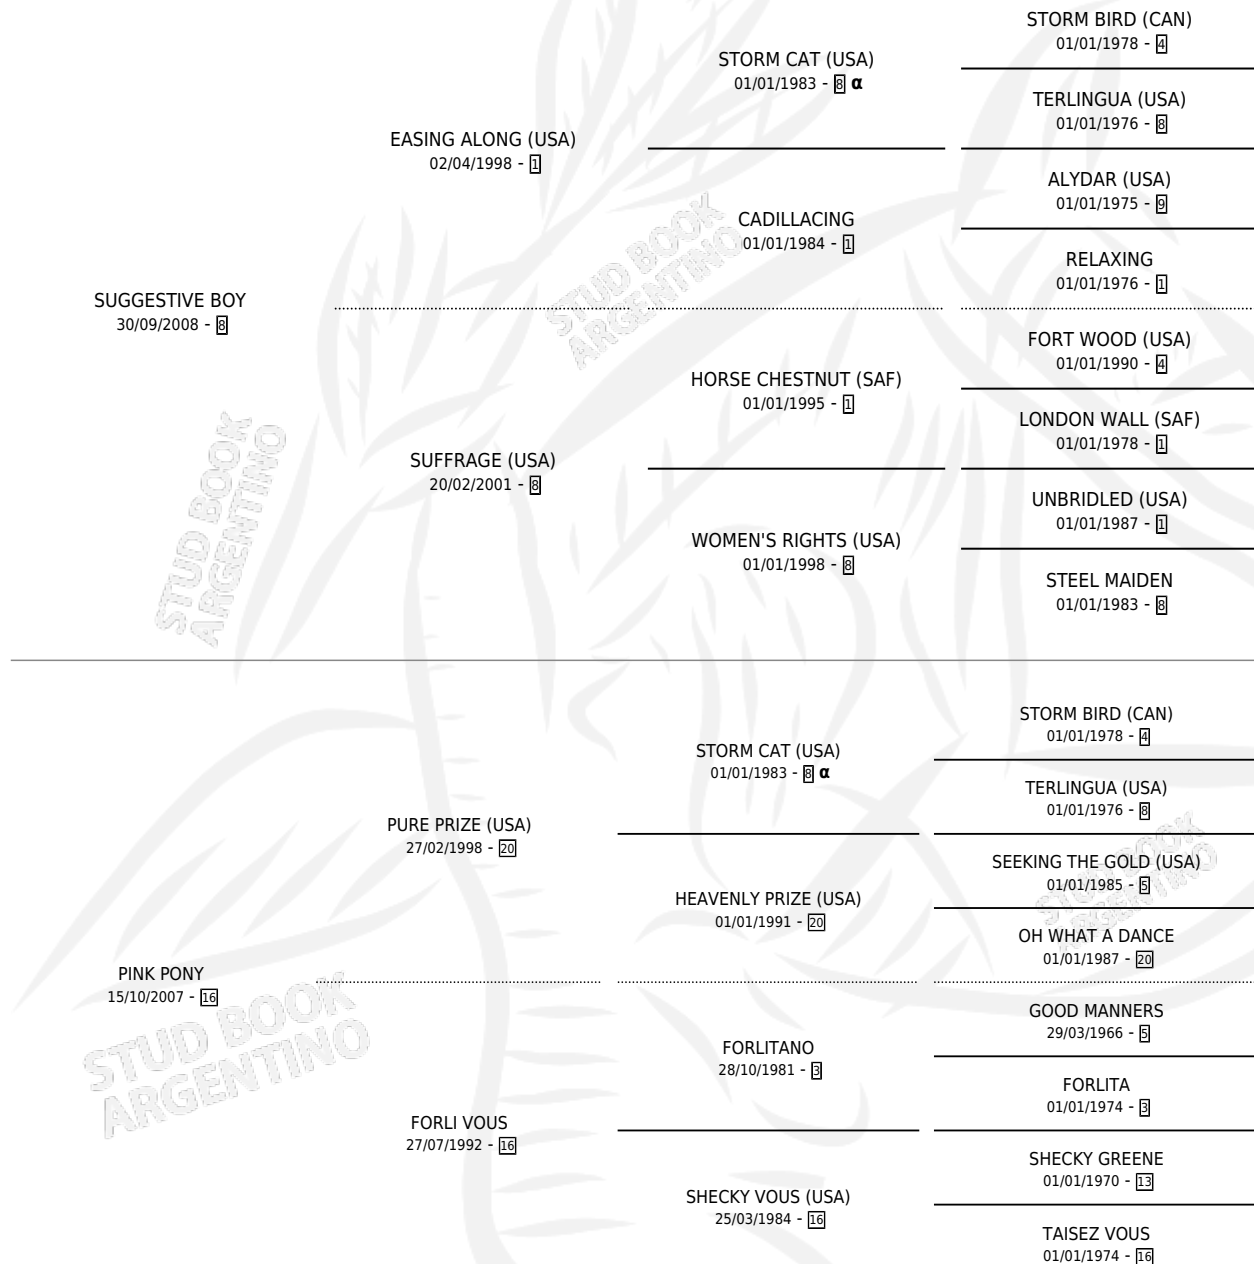 STORM BIRD (CAN)
01/01/1978 - 4
STORM CAT (USA)
01/01/1983 - 8 α
TERLINGUA (USA)
01/01/1976 - 8
EASING ALONG (USA)
02/04/1998 - 1
ALYDAR (USA)
01/01/1975 - 9
CADILLACING
01/01/1984 - 1
RELAXING
01/01/1976 - 1
SUGGESTIVE BOY
30/09/2008 - 8
FORT WOOD (USA)
01/01/1990 - 4
HORSE CHESTNUT (SAF)
01/01/1995 - 1
LONDON WALL (SAF)
01/01/1978 - 1
SUFFRAGE (USA)
20/02/2001 - 8
UNBRIDLED (USA)
01/01/1987 - 1
WOMEN'S RIGHTS (USA)
01/01/1998 - 8
STEEL MAIDEN
01/01/1983 - 8
STORM BIRD (CAN)
01/01/1978 - 4
STORM CAT (USA)
01/01/1983 - 8 α
TERLINGUA (USA)
01/01/1976 - 8
PURE PRIZE (USA)
27/02/1998 - 20
SEEKING THE GOLD (USA)
01/01/1985 - 5
HEAVENLY PRIZE (USA)
01/01/1991 - 20
OH WHAT A DANCE
01/01/1987 - 20
PINK PONY
15/10/2007 - 16
GOOD MANNERS
29/03/1966 - 5
FORLITANO
28/10/1981 - 3
FORLITA
01/01/1974 - 3
FORLI VOUS
27/07/1992 - 16
SHECKY GREENE
01/01/1970 - 13
SHECKY VOUS (USA)
25/03/1984 - 16
TAISEZ VOUS
01/01/1974 - 16
STUD BOOK
ARGENTINO
STUD BOOK
ARGENTINO
STUD BOOK
ARGENTINO
STUD BOOK
ARGENTINO